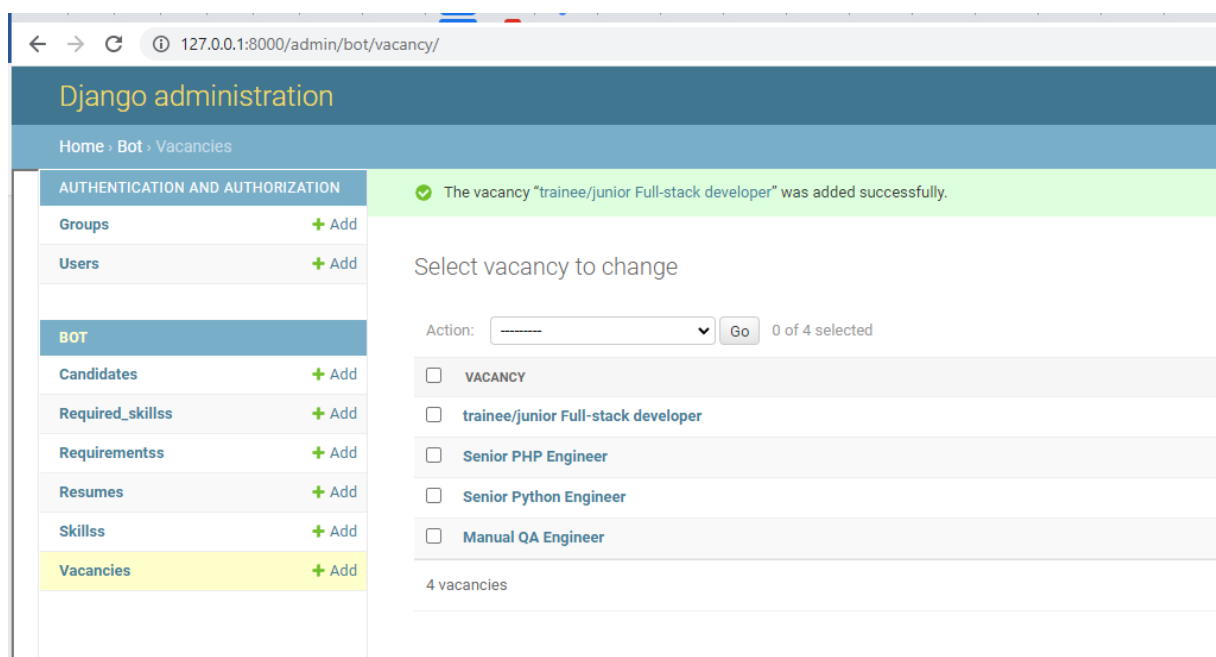 127.0.0.1:8000/admin/bot/vacancy/
Django administration
Home › Bot › Vacancies
AUTHENTICATION AND AUTHORIZATION
Groups + Add
Users + Add
BOT
Candidates + Add
Required_skillss + Add
Requirementss + Add
Resumes + Add
Skillss + Add
Vacancies + Add
The vacancy “trainee/junior Full-stack developer” was added successfully.
Select vacancy to change
Action: --------- Go 0 of 4 selected
VACANCY
trainee/junior Full-stack developer
Senior PHP Engineer
Senior Python Engineer
Manual QA Engineer
4 vacancies